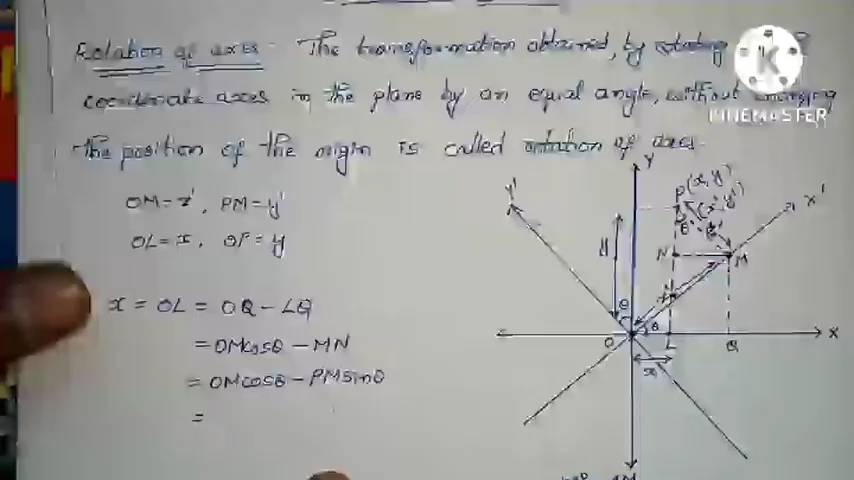 Rotation of axes - The transformation obtained, by rotating
coordinate axes in the plane by an equal angle, without changing
the position of the origin is called rotation of axes.
OM = x', PM = y'
OL = x,
x = OL = OQ - LQ
= OMcosθ - MN
= OMcosθ - PMsinθ
=
KINEMASTER
K
Y
Y'
X'
P(x, y)
(x', y')
θ
N
M
θ
θ
O
L
Q
X
x